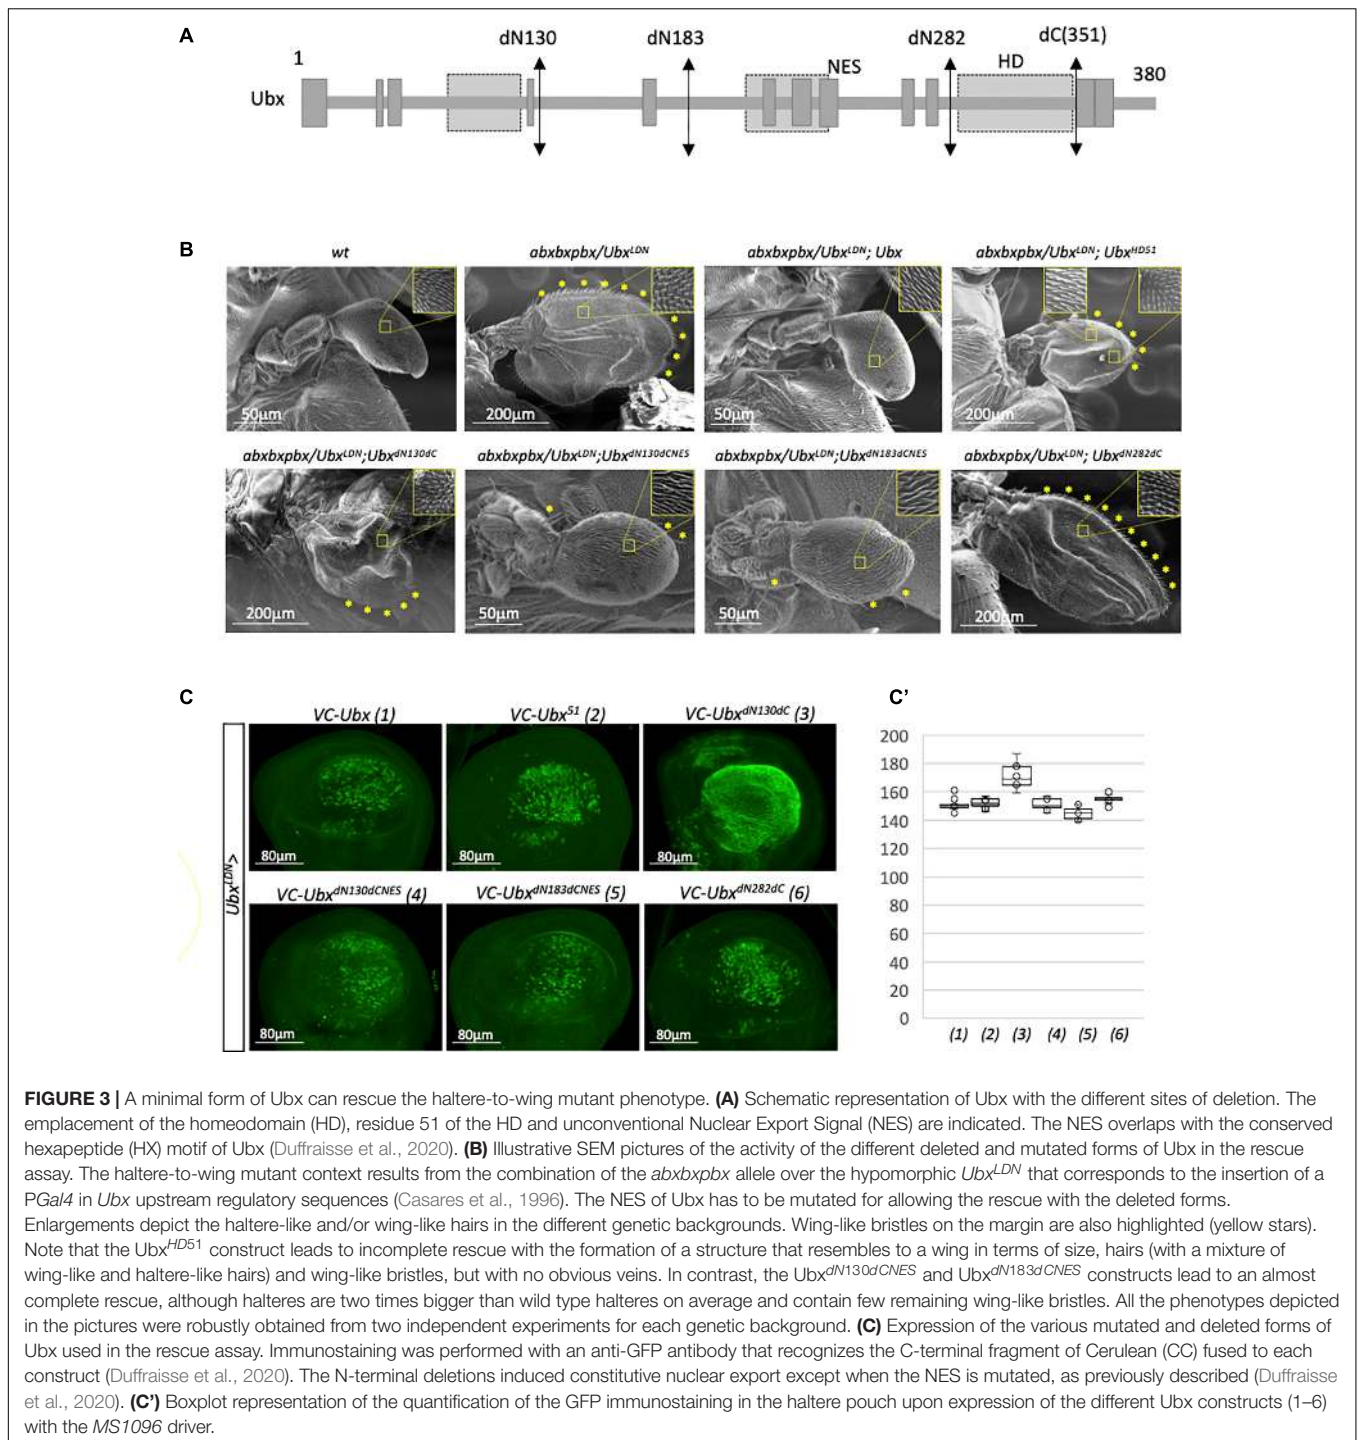 A
1
dN130
dN183
dN282
dC(351)
NES
HD
380
Ubx
B
wt
abxbxpbx/Ubx^LDN
abxbxpbx/Ubx^LDN; Ubx
abxbxpbx/Ubx^LDN; Ubx^HD51
50µm
200µm
50µm
200µm
abxbxpbx/Ubx^LDN;Ubx^dN130dC
abxbxpbx/Ubx^LDN;Ubx^dN130dCNES
abxbxpbx/Ubx^LDN;Ubx^dN183dCNES
abxbxpbx/Ubx^LDN; Ubx^dN282dC
200µm
50µm
50µm
200µm
C
VC-Ubx (1)
VC-Ubx^51 (2)
VC-Ubx^dN130dC (3)
80µm
80µm
80µm
Ubx^LDN>
VC-Ubx^dN130dCNES (4)
VC-Ubx^dN183dCNES (5)
VC-Ubx^dN282dC (6)
80µm
80µm
80µm
C'
200
180
160
140
120
100
80
60
40
20
0
(1) (2) (3) (4) (5) (6)
FIGURE 3 | A minimal form of Ubx can rescue the haltere-to-wing mutant phenotype. (A) Schematic representation of Ubx with the different sites of deletion. The
emplacement of the homeodomain (HD), residue 51 of the HD and unconventional Nuclear Export Signal (NES) are indicated. The NES overlaps with the conserved
hexapeptide (HX) motif of Ubx (Duffraisse et al., 2020). (B) Illustrative SEM pictures of the activity of the different deleted and mutated forms of Ubx in the rescue
assay. The haltere-to-wing mutant context results from the combination of the abxbxpbx allele over the hypomorphic Ubx^LDN that corresponds to the insertion of a
PGal4 in Ubx upstream regulatory sequences (Casares et al., 1996). The NES of Ubx has to be mutated for allowing the rescue with the deleted forms.
Enlargements depict the haltere-like and/or wing-like hairs in the different genetic backgrounds. Wing-like bristles on the margin are also highlighted (yellow stars).
Note that the Ubx^HD51 construct leads to incomplete rescue with the formation of a structure that resembles to a wing in terms of size, hairs (with a mixture of
wing-like and haltere-like hairs) and wing-like bristles, but with no obvious veins. In contrast, the Ubx^dN130dCNES and Ubx^dN183dCNES constructs lead to an almost
complete rescue, although halteres are two times bigger than wild type halteres on average and contain few remaining wing-like bristles. All the phenotypes depicted
in the pictures were robustly obtained from two independent experiments for each genetic background. (C) Expression of the various mutated and deleted forms of
Ubx used in the rescue assay. Immunostaining was performed with an anti-GFP antibody that recognizes the C-terminal fragment of Cerulean (CC) fused to each
construct (Duffraisse et al., 2020). The N-terminal deletions induced constitutive nuclear export except when the NES is mutated, as previously described (Duffraisse
et al., 2020). (C') Boxplot representation of the quantification of the GFP immunostaining in the haltere pouch upon expression of the different Ubx constructs (1–6)
with the MS1096 driver.